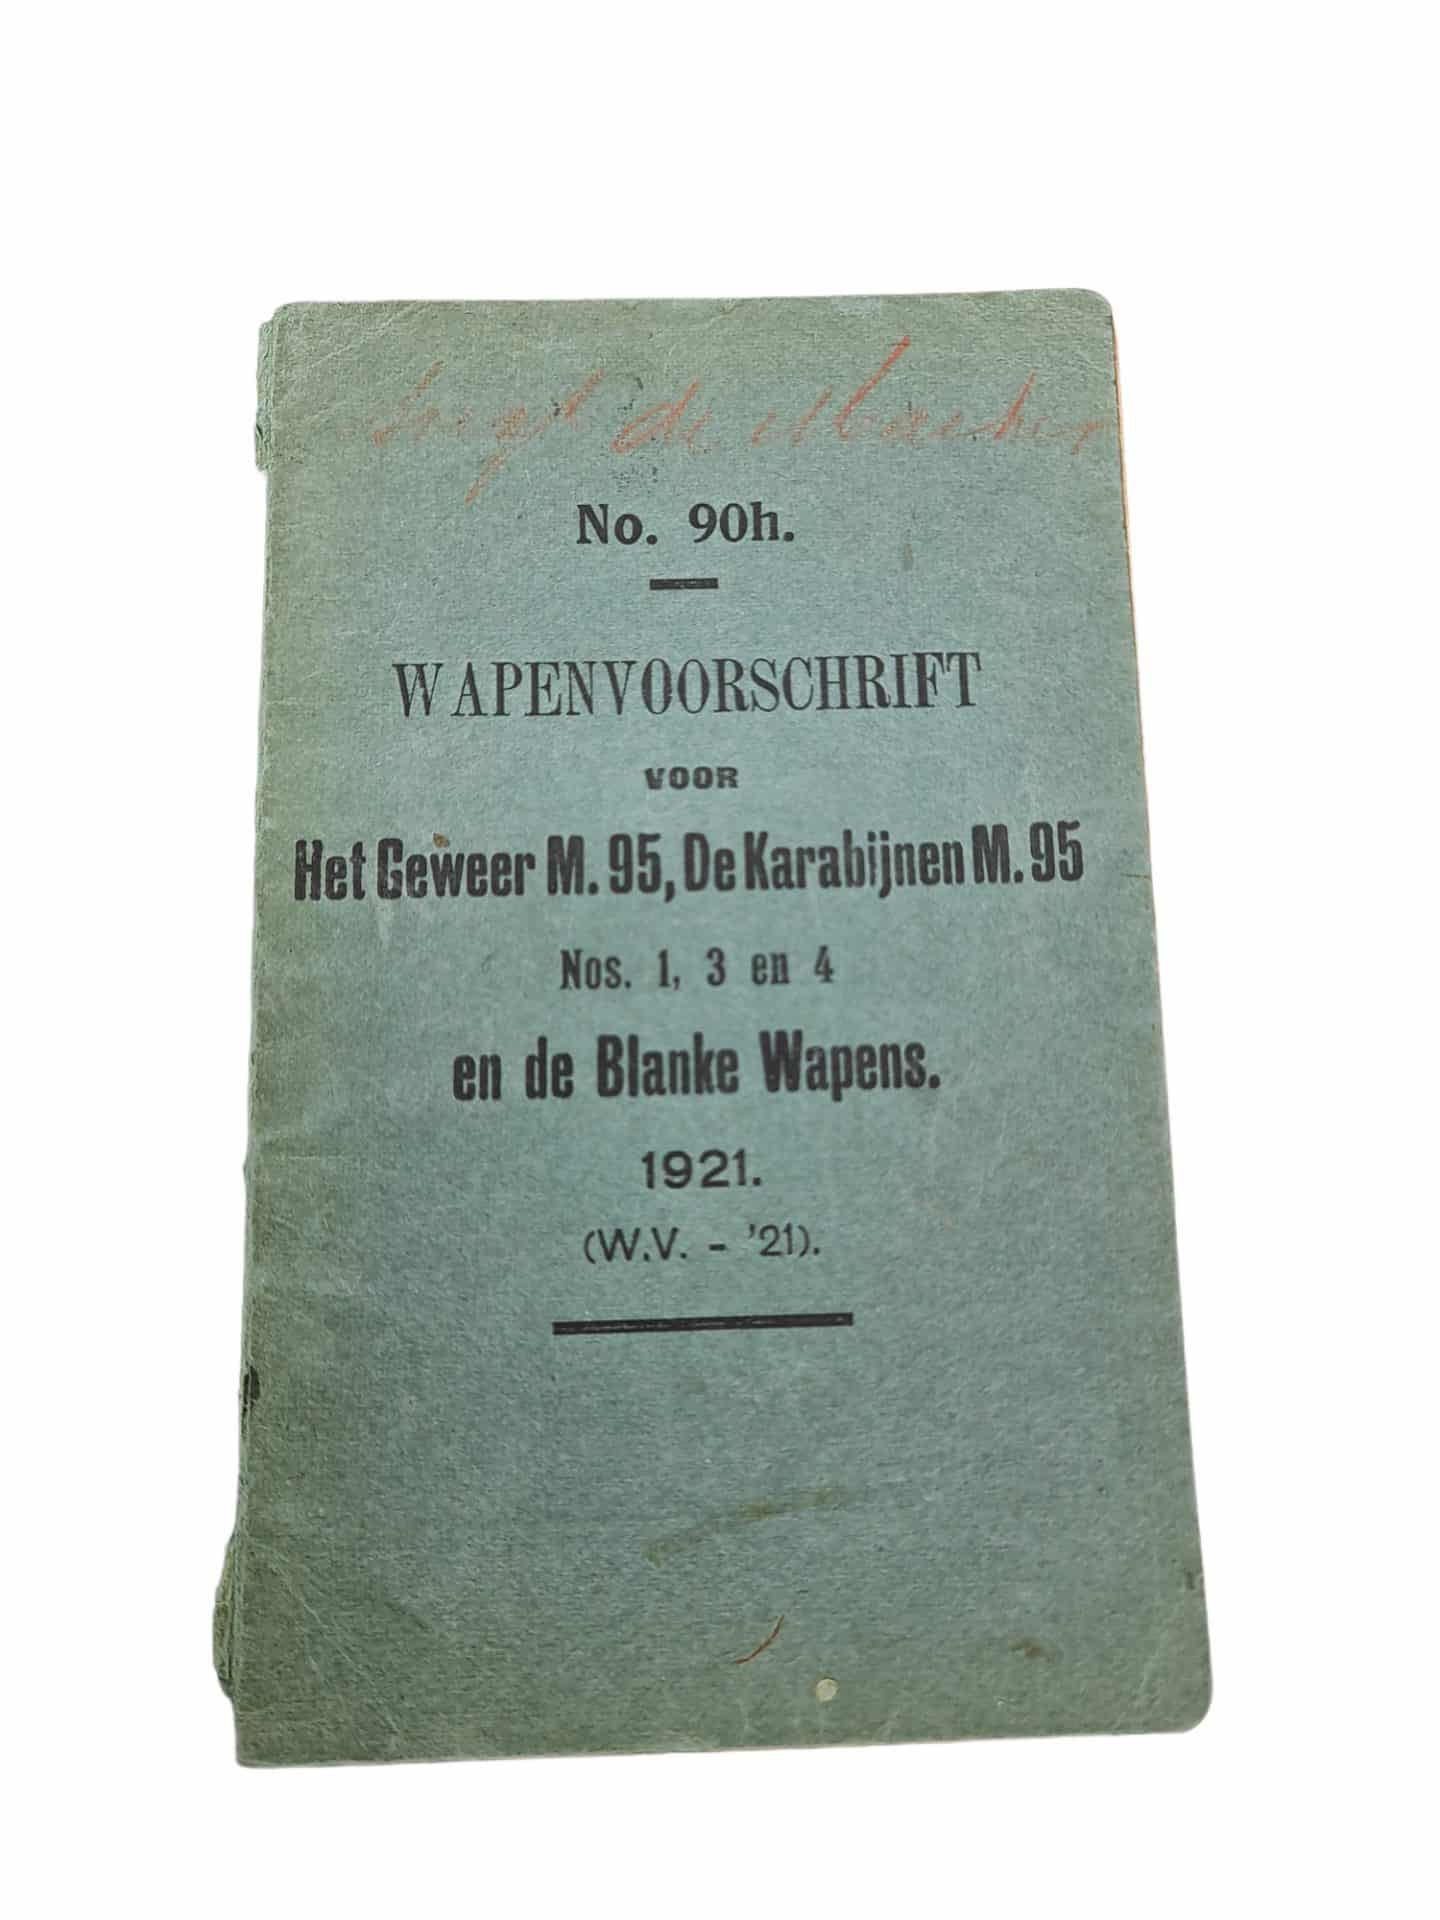 de
No. 90h.
WAPENVOORSCHRIFT
VOOR
Het Geweer M. 95, De Karabijnen M. 95
Nos. 1, 3 en 4
en de Blanke Wapens.
1921.
(W.V. - '21).